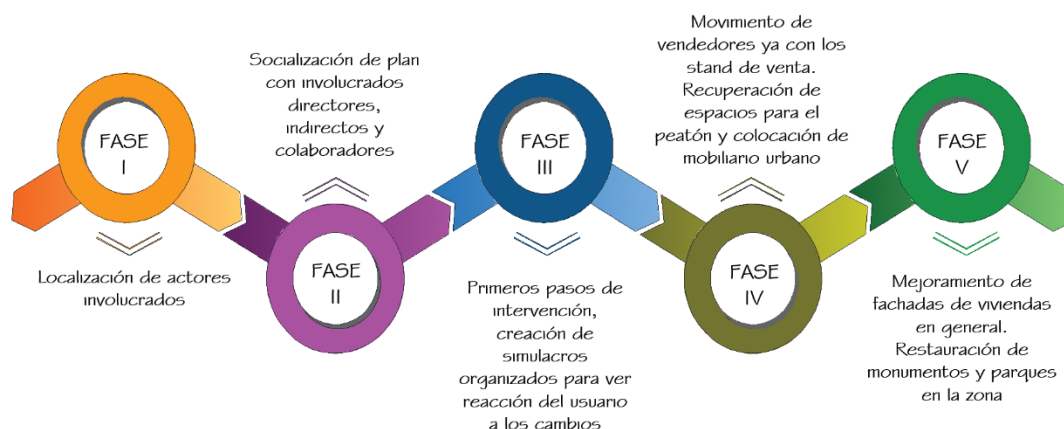 FASE
I
Localización de actores
involucrados
Socialización de plan
con involucrados
directores,
indirectos y
colaboradores
FASE
II
FASE
III
Primeros pasos de
intervención,
creación de
simulacros
organizados para ver
reacción del usuario
a los cambios
Movimiento de
vendedores ya con los
stand de venta.
Recuperación de
espacios para el
peatón y colocación de
mobiliario urbano
FASE
IV
FASE
V
Mejoramiento de
fachadas de viviendas
en general.
Restauración de
monumentos y parques
en la zona